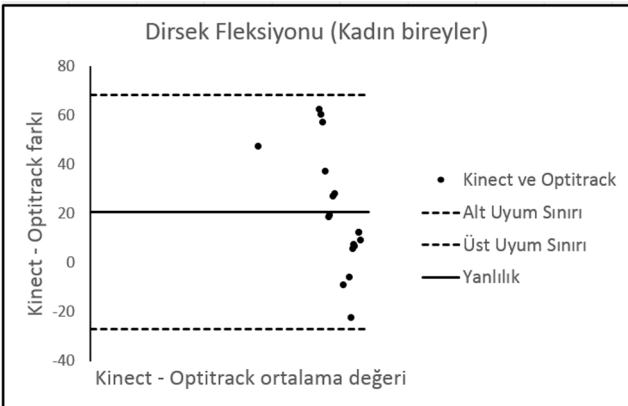 Dirsek Fleksiyonu (Kadın bireyler)
80
60
40
20
0
-20
-40
Kinect - Optitrack farkı
Kinect - Optitrack ortalama değeri
Kinect ve Optitrack
Alt Uyum Sınırı
Üst Uyum Sınırı
Yanlılık